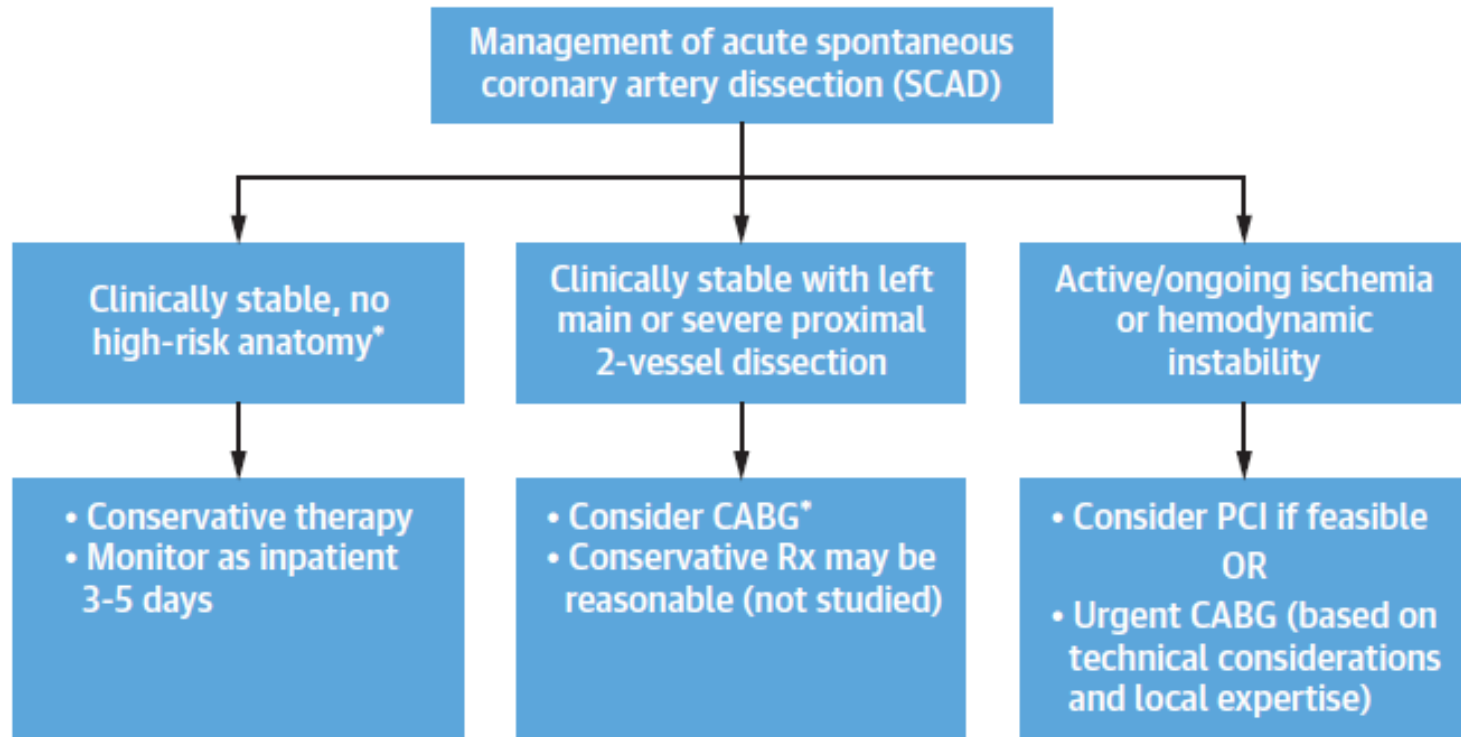 Management of acute spontaneous
coronary artery dissection (SCAD)
Clinically stable, no
high-risk anatomy*
Clinically stable with left
main or severe proximal
2-vessel dissection
Active/ongoing ischemia
or hemodynamic
instability
• Conservative therapy
• Monitor as inpatient
3-5 days
• Consider CABG*
• Conservative Rx may be
reasonable (not studied)
• Consider PCI if feasible
OR
• Urgent CABG (based on
technical considerations
and local expertise)